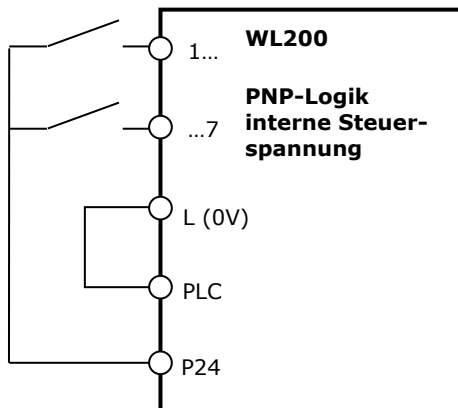 1...
WL200
...7
PNP-Logik
interne Steuer-
spannung
L (0V)
PLC
P24